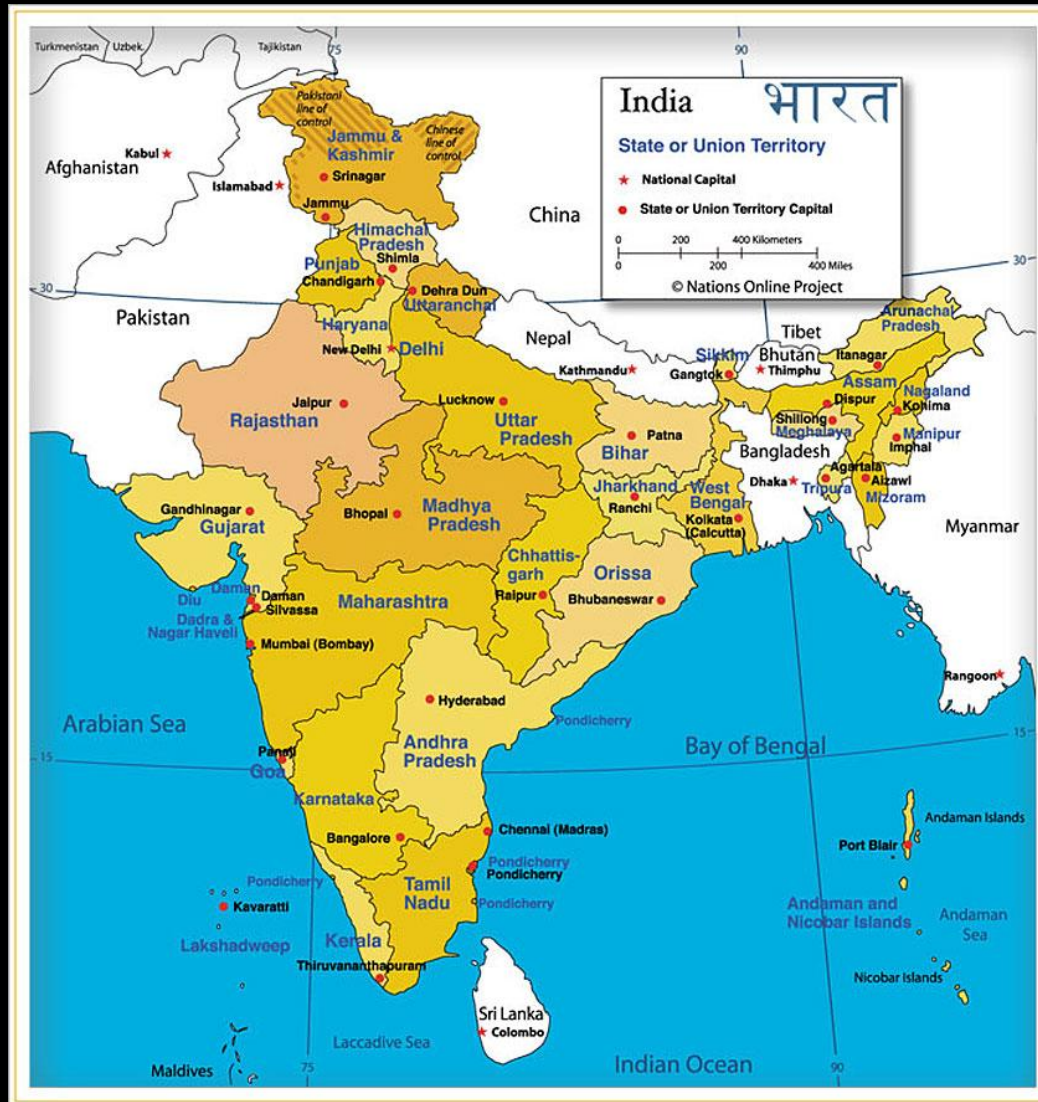 Turkmenistan
Uzbek.
Tajikistan
75
90
India
भारत
State or Union Territory
National Capital
State or Union Territory Capital
0 200 400 Kilometers
0 200 400 Miles
© Nations Online Project
Pakistani
line of
control
Chinese
line of
control
Jammu &
Kashmir
Kabul
Afghanistan
Islamabad
Srinagar
Jammu
China
Himachal
Pradesh
Shimla
Punjab
Chandigarh
Dehra Dun
Uttaranchal
30
30
Pakistan
Haryana
New Delhi
Delhi
Nepal
Kathmandu
Tibet
Bhutan
Thimphu
Sikkim
Gangtok
Arunachal
Pradesh
Itanagar
Assam
Dispur
Nagaland
Kohima
Shillong
Meghalaya
Manipur
Imphal
Bangladesh
Dhaka
Agartala
Tripura
Aizawl
Mizoram
Myanmar
Jaipur
Rajasthan
Lucknow
Uttar
Pradesh
Patna
Bihar
Jharkhand
Ranchi
West
Bengal
Kolkata
(Calcutta)
Gandhinagar
Gujarat
Bhopal
Madhya
Pradesh
Chhattis-
garh
Raipur
Orissa
Bhubaneswar
Daman
Diu
Daman
Silvassa
Dadra &
Nagar Haveli
Maharashtra
Mumbai (Bombay)
Rangoon
Hyderabad
Pondicherry
Arabian Sea
Andhra
Pradesh
Bay of Bengal
15
15
Panaji
Goa
Karnataka
Bangalore
Chennai (Madras)
Pondicherry
Pondicherry
Pondicherry
Pondicherry
Tamil
Nadu
Kavaratti
Lakshadweep
Kerala
Thiruvananthapuram
Andaman Islands
Port Blair
Andaman and
Nicobar Islands
Andaman
Sea
Nicobar Islands
Sri Lanka
Colombo
Laccadive Sea
Indian Ocean
Maldives
75
90